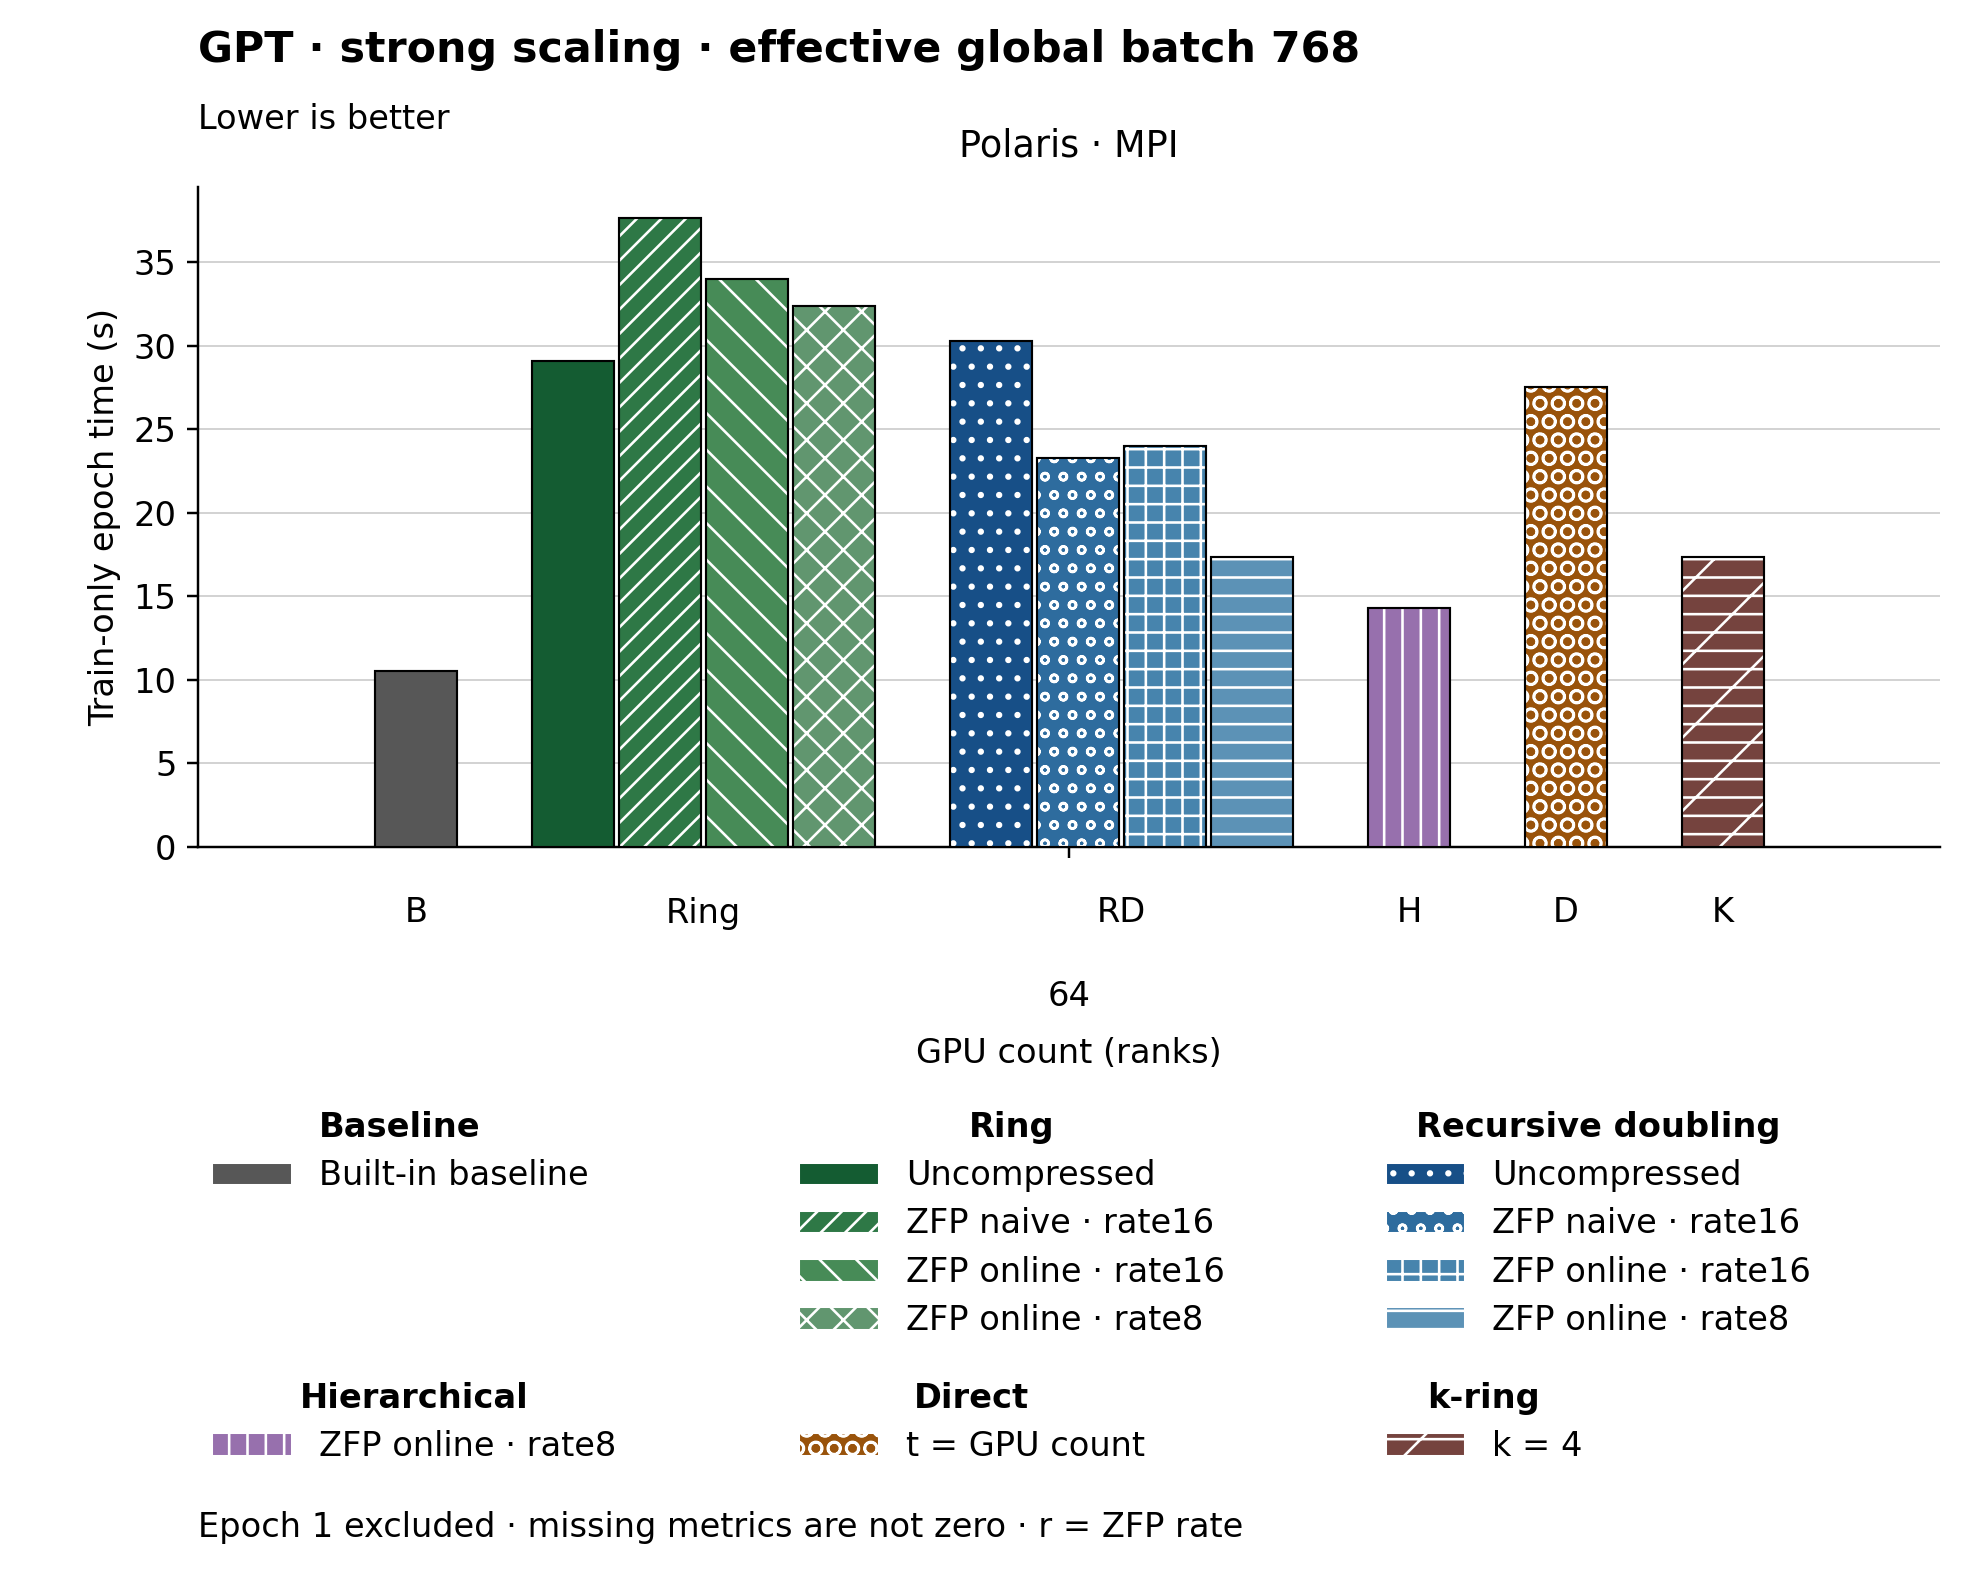 GPT · strong scaling · effective global batch 768
Lower is better
Polaris · MPI
Train-only epoch time (s)
35
30
25
20
15
10
5
0
B Ring RD H D K
64
GPU count (ranks)
Baseline Ring Recursive doubling
Built-in baseline Uncompressed Uncompressed
ZFP naive · rate16 ZFP naive · rate16
ZFP online · rate16 ZFP online · rate16
ZFP online · rate8 ZFP online · rate8
Hierarchical Direct k-ring
ZFP online · rate8 t = GPU count k = 4
Epoch 1 excluded · missing metrics are not zero · r = ZFP rate